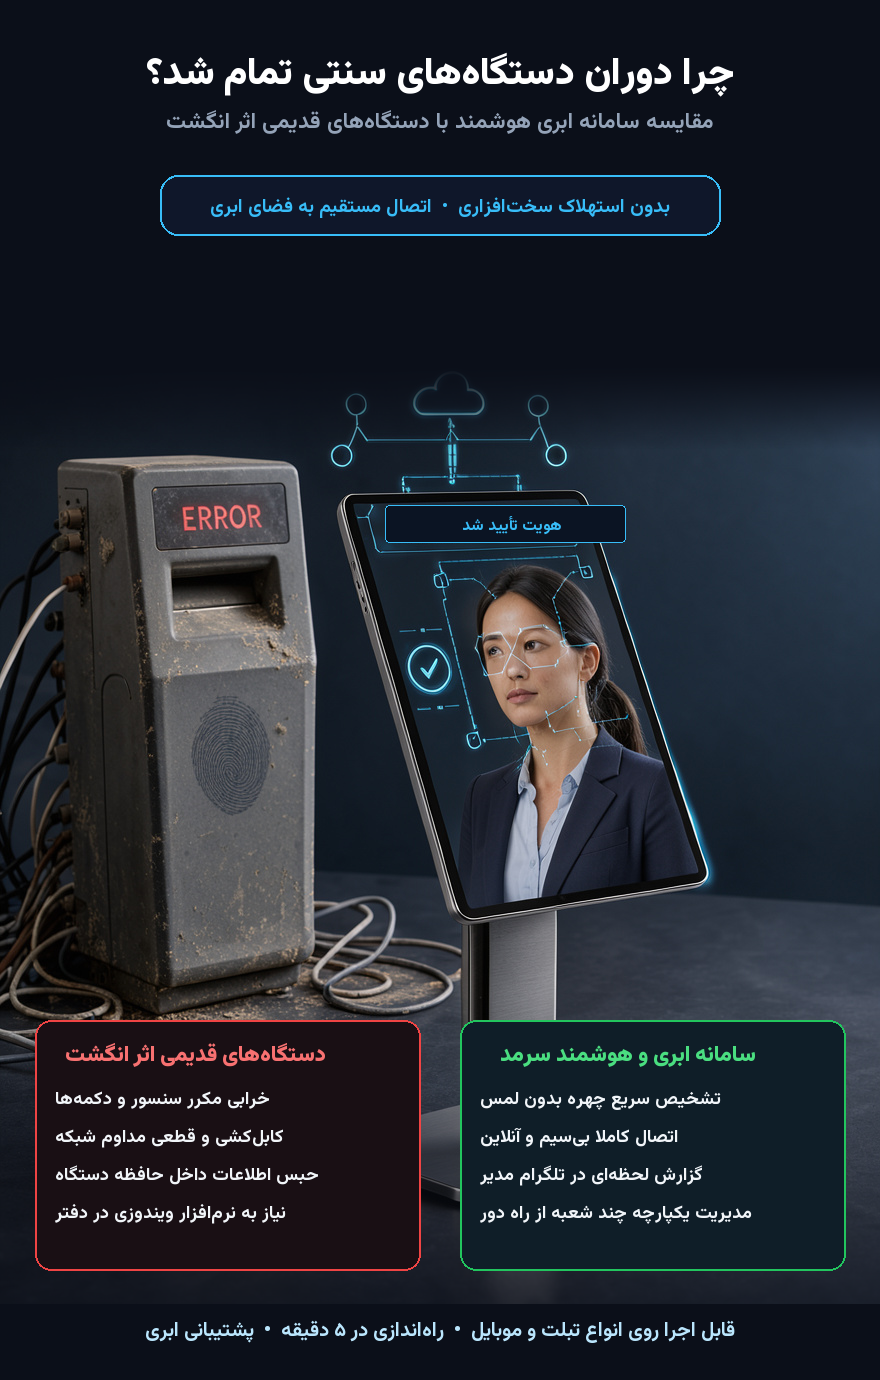 چرا دوران دستگاه‌های سنتی تمام شد؟
مقایسه سامانه ابری هوشمند با دستگاه‌های قدیمی اثر انگشت
بدون استهلاک سخت‌افزاری • اتصال مستقیم به فضای ابری
ERROR
هویت تأیید شد
سامانه ابری و هوشمند سرمد
تشخیص سریع چهره بدون لمس
اتصال کاملا بی‌سیم و آنلاین
گزارش لحظه‌ای در تلگرام مدیر
مدیریت یکپارچه چند شعبه از راه دور
دستگاه‌های قدیمی اثر انگشت
خرابی مکرر سنسور و دکمه‌ها
کابل‌کشی و قطعی مداوم شبکه
حبس اطلاعات داخل حافظه دستگاه
نیاز به نرم‌افزار ویندوزی در دفتر
قابل اجرا روی انواع تبلت و موبایل • راه‌اندازی در ۵ دقیقه • پشتیبانی ابری